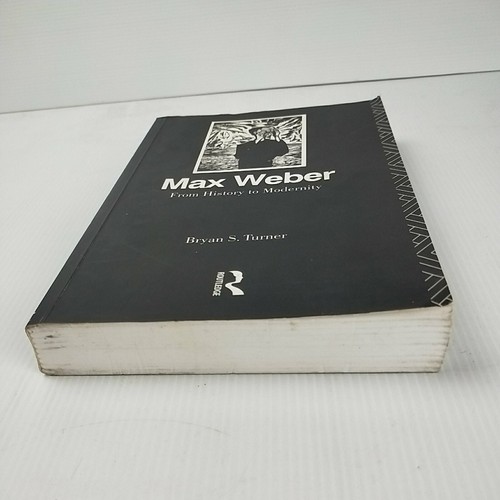 Max Weber
From History to Modernity
Bryan S. Turner
ROUTLEDGE